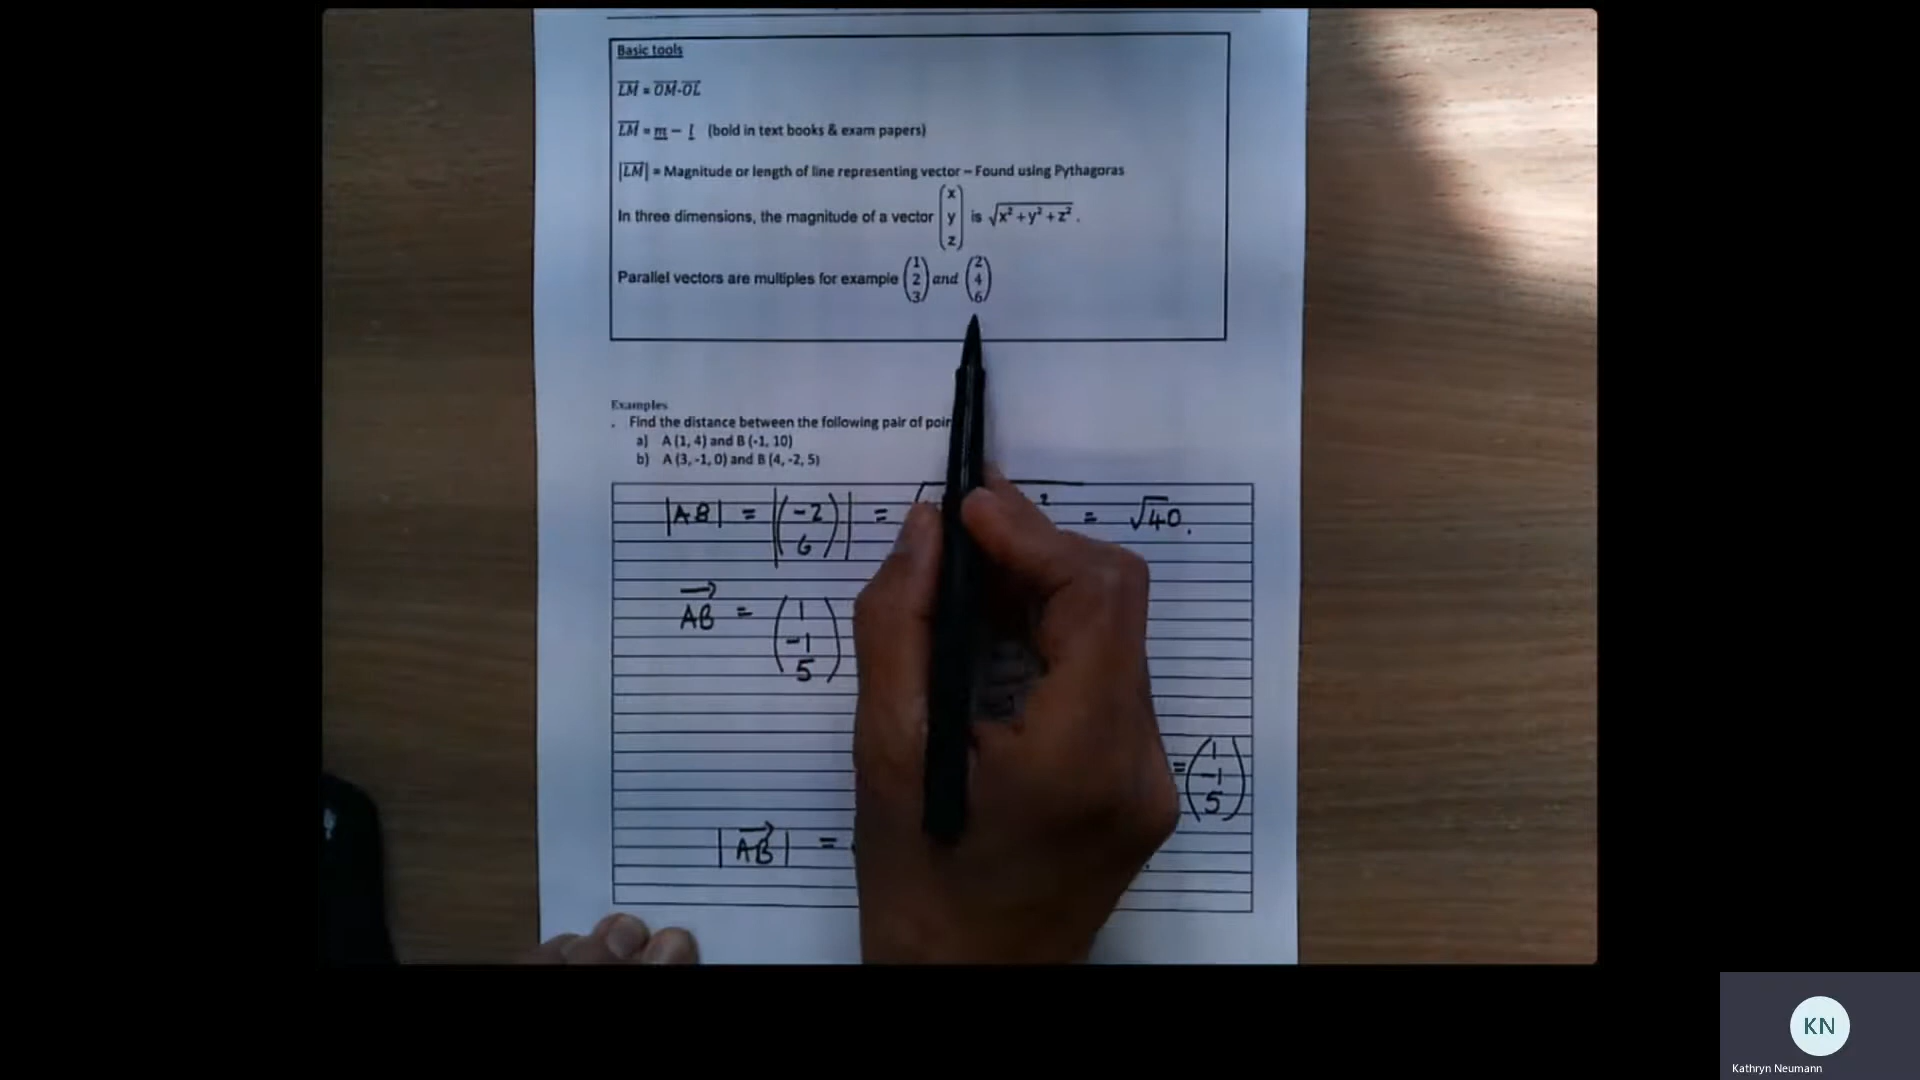 Basic tools
LM = OM-OL
LM = m - l (bold in text books & exam papers)
|LM| = Magnitude or length of line representing vector – Found using Pythagoras
In three dimensions, the magnitude of a vector (x y z) is √x² + y² + z² .
Parallel vectors are multiples for example (1 2 3) and (2 4 6)
Examples
. Find the distance between the following pair of
a) A (1, 4) and B (-1, 10)
b) A (3, -1, 0) and B (4, -2, 5)
|AB| = |(-2 6)| = ² = √40.
AB = (1 -1 5)
= (1 -1 5)
|AB| =
KN
Kathryn Neumann